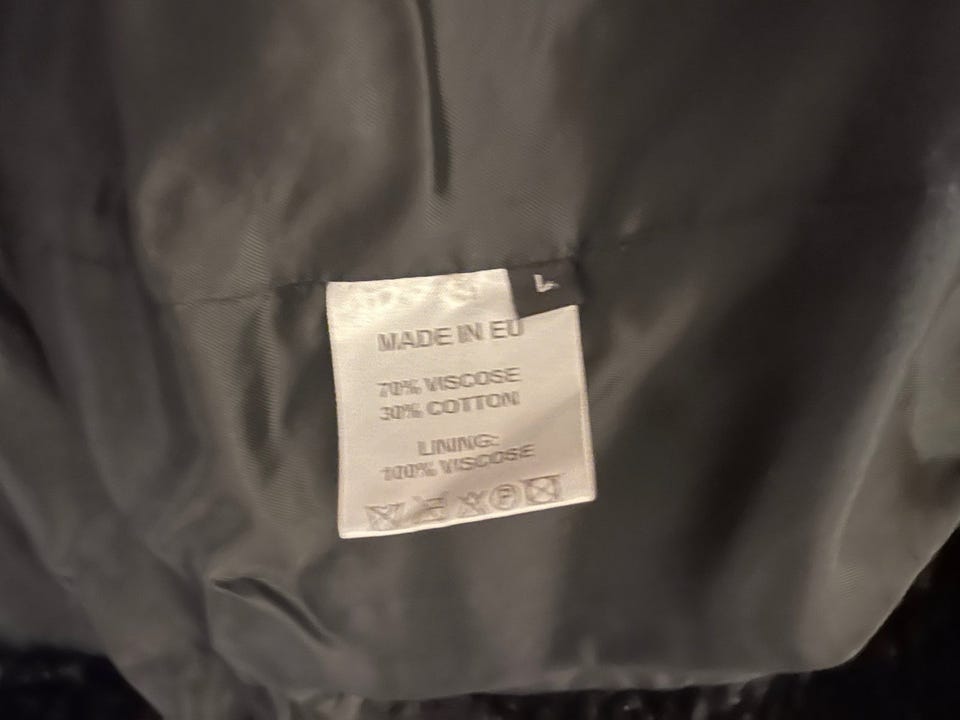 L
MADE IN EU
70% VISCOSE
30% COTTON
LINING:
100% VISCOSE
P